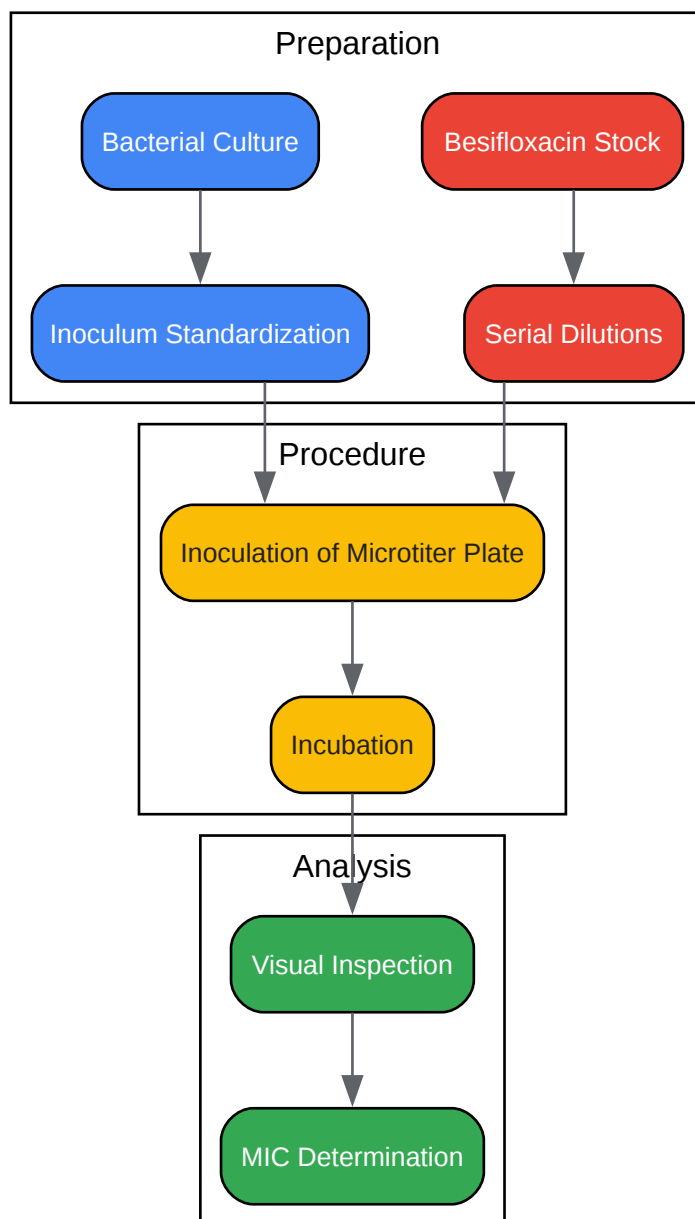 Preparation
Bacterial Culture
Besifloxacin Stock
Inoculum Standardization
Serial Dilutions
Procedure
Inoculation of Microtiter Plate
Incubation
Analysis
Visual Inspection
MIC Determination